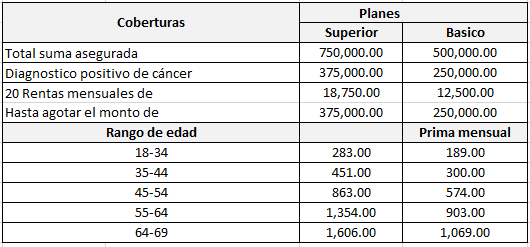 Coberturas Planes
Superior Basico
Total suma asegurada 750,000.00 500,000.00
Diagnostico positivo de cáncer 375,000.00 250,000.00
20 Rentas mensuales de 18,750.00 12,500.00
Hasta agotar el monto de 375,000.00 250,000.00
Rango de edad Prima mensual
18-34 283.00 189.00
35-44 451.00 300.00
45-54 863.00 574.00
55-64 1,354.00 903.00
64-69 1,606.00 1,069.00